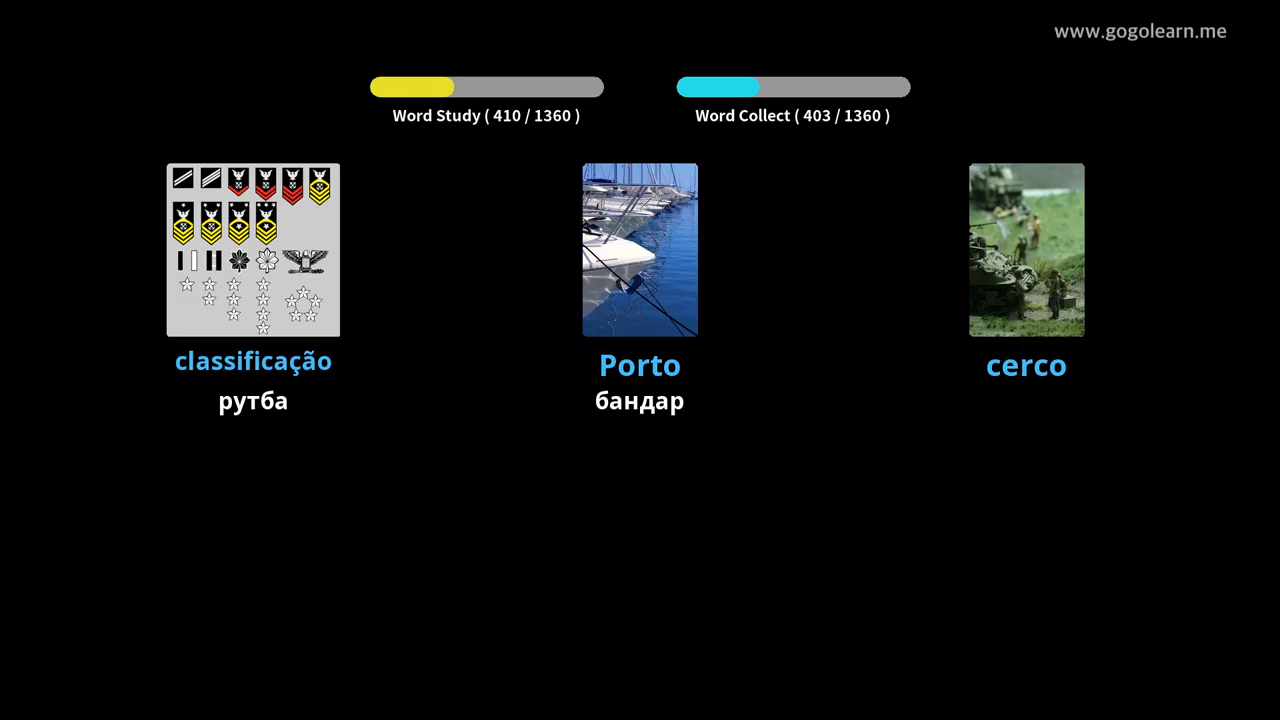 www.gogolearn.me
Word Study ( 410 / 1360 )
Word Collect ( 403 / 1360 )
classificação
Porto
cerco
рутба
бандар